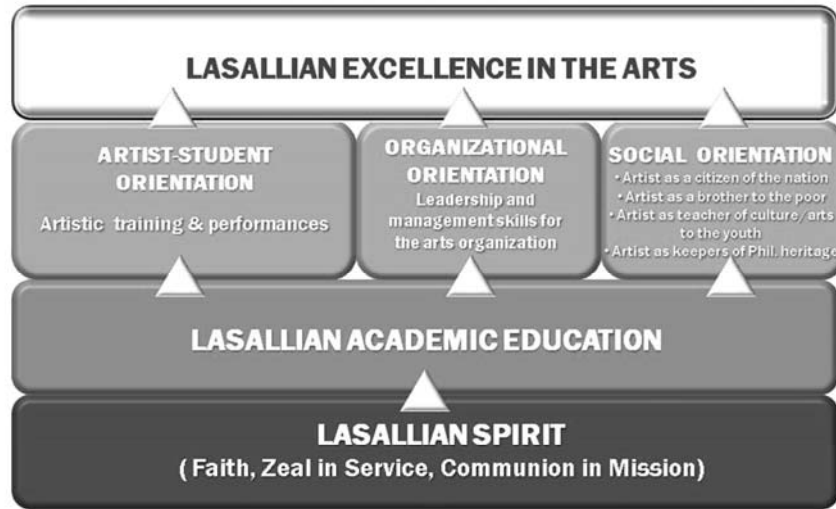 LASALLIAN EXCELLENCE IN THE ARTS
ARTIST-STUDENT
ORIENTATION
Artistic training & performances
ORGANIZATIONAL
ORIENTATION
Leadership and
management skills for
the arts organization
SOCIAL ORIENTATION
• Artist as a citizen of the nation
• Artist as a brother to the poor
• Artist as teacher of culture/arts
to the youth
• Artist as keepers of Phil. heritage
LASALLIAN ACADEMIC EDUCATION
LASALLIAN SPIRIT
( Faith, Zeal in Service, Communion in Mission)